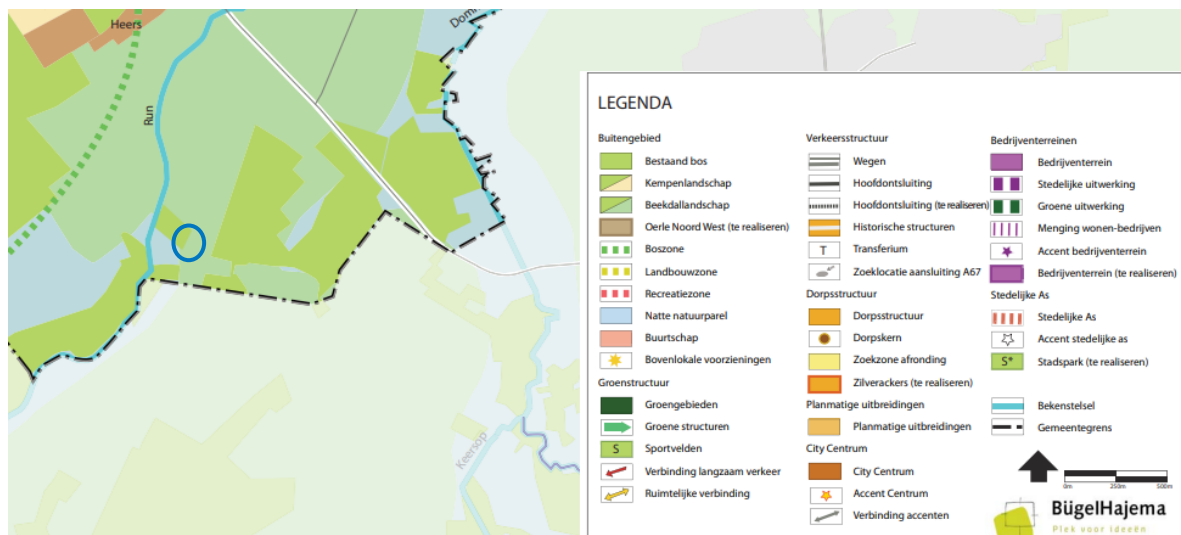 Heers
Run
Keersop
LEGENDA
Buitengebied
Bestaand bos
Kempenlandschap
Beekdallandschap
Oerle Noord West (te realiseren)
Boszone
Landbouwzone
Recreatiezone
Natte natuurparel
Buurtschap
Bovenlokale voorzieningen
Groenstructuur
Groengebieden
Groene structuren
S Sportvelden
Verbinding langzaam verkeer
Ruimtelijke verbinding
Verkeersstructuur
Wegen
Hoofdontsluiting
Hoofdontsluiting (te realiseren)
Historische structuren
T Transferium
Zoeklocatie aansluiting A67
Dorpsstructuur
Dorpsstructuur
Dorpskern
Zoekzone afronding
Zilverackers (te realiseren)
Planmatige uitbreidingen
Planmatige uitbreidingen
City Centrum
City Centrum
Accent Centrum
Verbinding accenten
Bedrijventerreinen
Bedrijventerrein
Stedelijke uitwerking
Groene uitwerking
Menging wonen-bedrijven
Accent bedrijventerrein
Bedrijventerrein (te realiseren)
Stedelijke As
Stedelijke As
Accent stedelijke as
S* Stadspark (te realiseren)
Bekenstelsel
Gemeentegrens
0m 250m 500m
BügelHajema
Plek voor ideeën